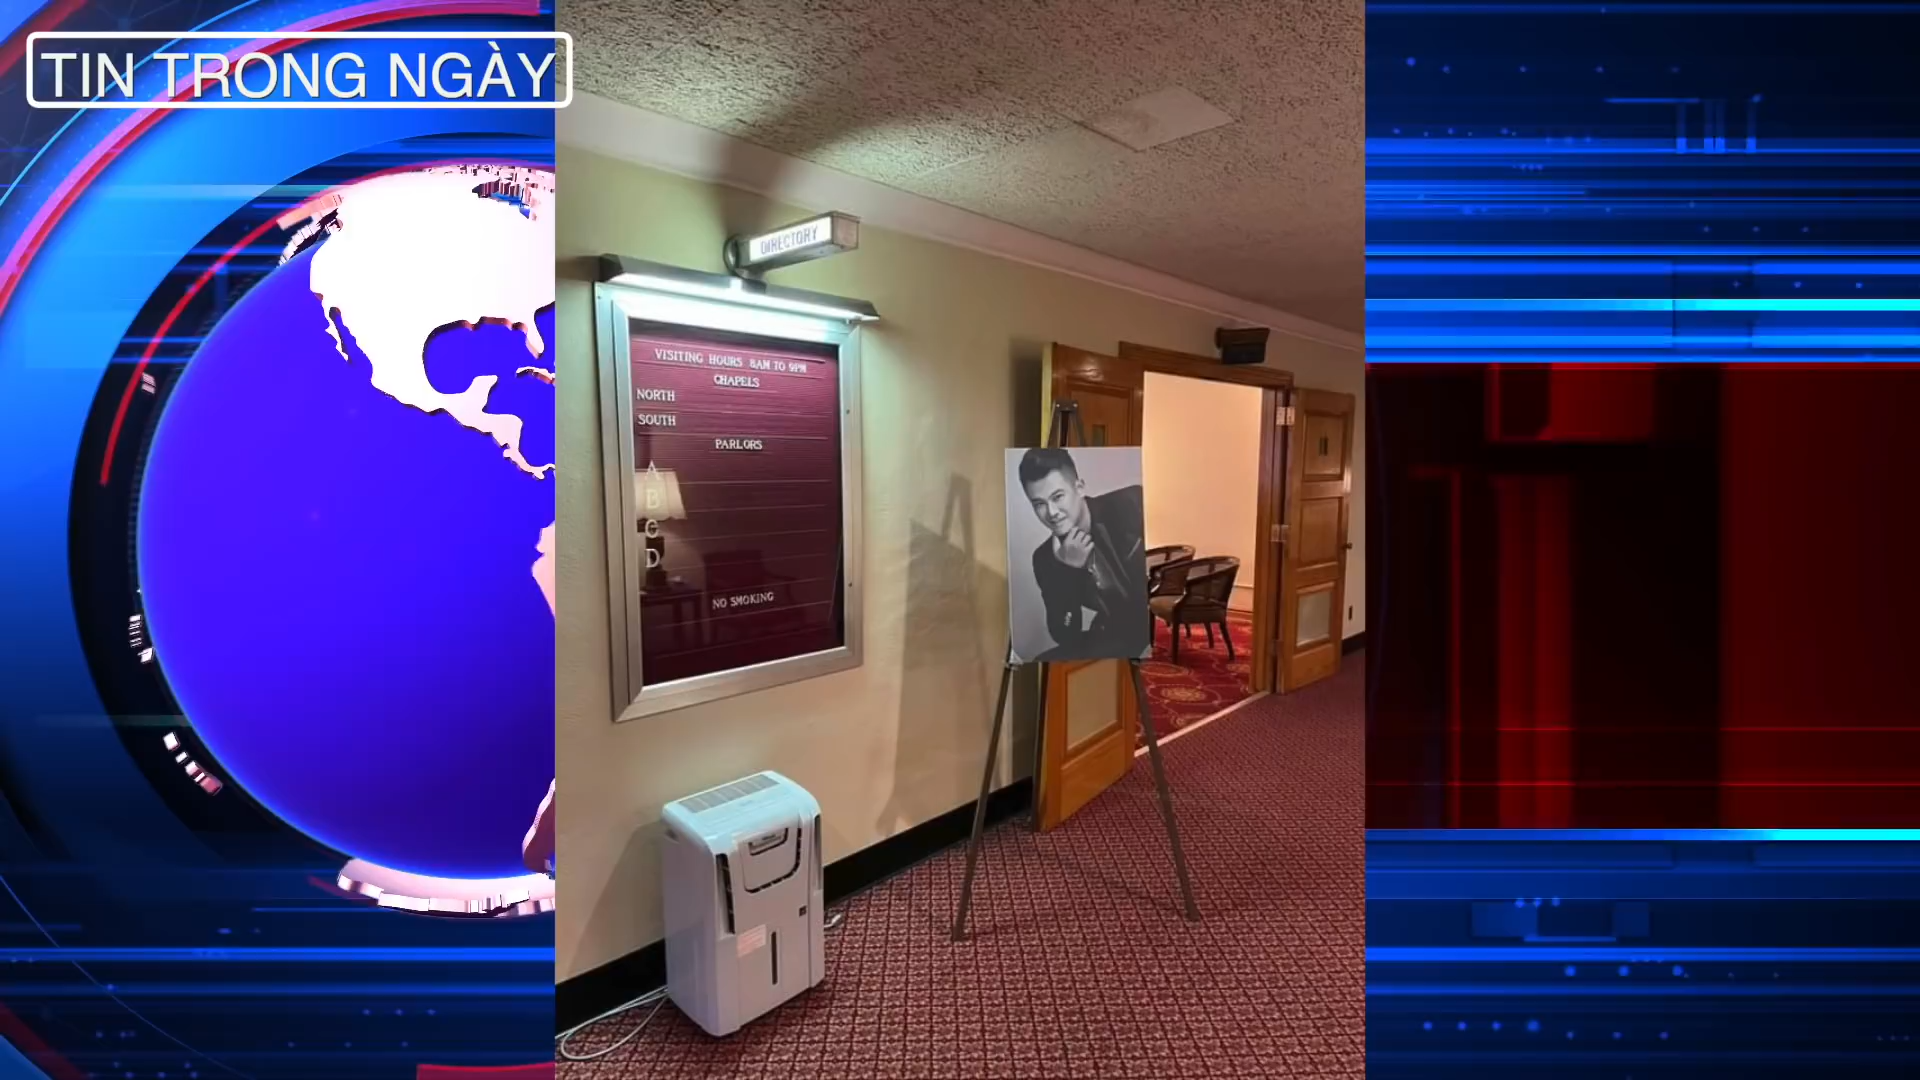 TIN TRONG NGÀY
DIRECTORY
VISITING HOURS 8AM TO 9PM
CHAPELS
NORTH
SOUTH
PARLORS
A
B
C
D
NO SMOKING